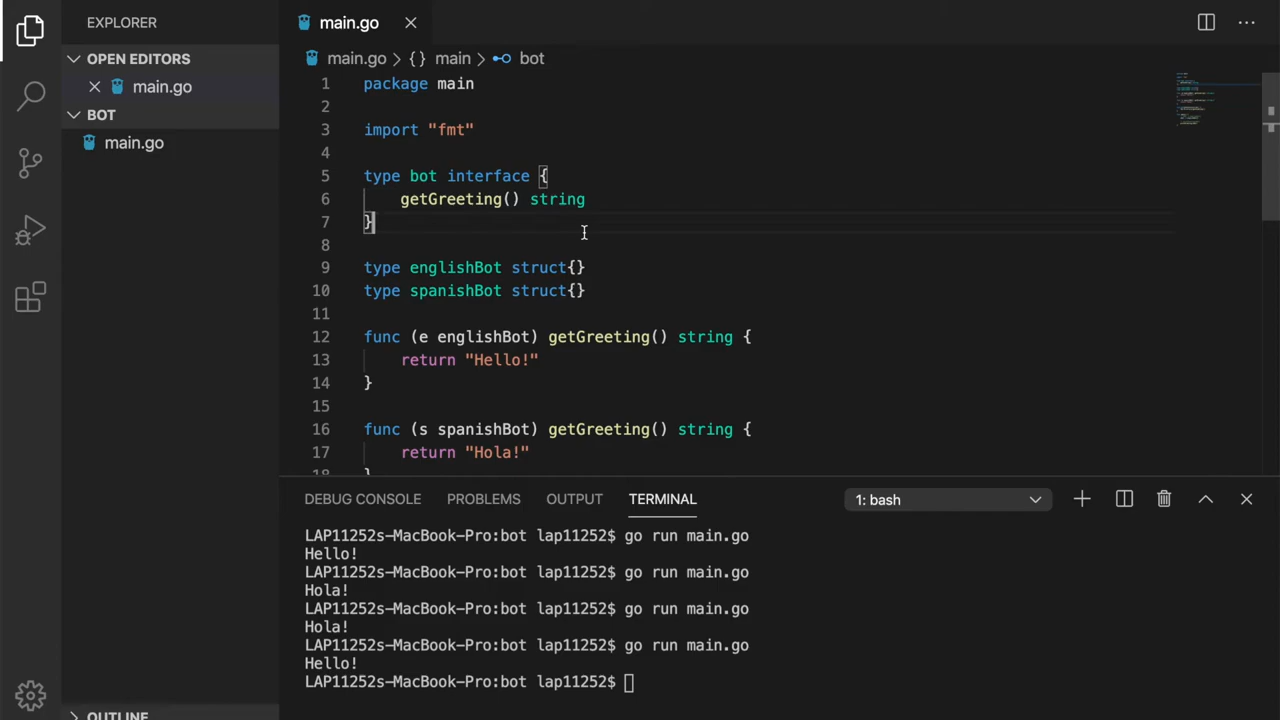 EXPLORER
OPEN EDITORS
main.go
BOT
main.go
OUTLINE
main.go
main.go > {} main > bot
1 package main
2
3 import "fmt"
4
5 type bot interface {
6 getGreeting() string
7 }
8
9 type englishBot struct{}
10 type spanishBot struct{}
11
12 func (e englishBot) getGreeting() string {
13 return "Hello!"
14 }
15
16 func (s spanishBot) getGreeting() string {
17 return "Hola!"
18 }
DEBUG CONSOLE PROBLEMS OUTPUT TERMINAL 1: bash
LAP11252s-MacBook-Pro:bot lap11252$ go run main.go
Hello!
LAP11252s-MacBook-Pro:bot lap11252$ go run main.go
Hola!
LAP11252s-MacBook-Pro:bot lap11252$ go run main.go
Hola!
LAP11252s-MacBook-Pro:bot lap11252$ go run main.go
Hello!
LAP11252s-MacBook-Pro:bot lap11252$